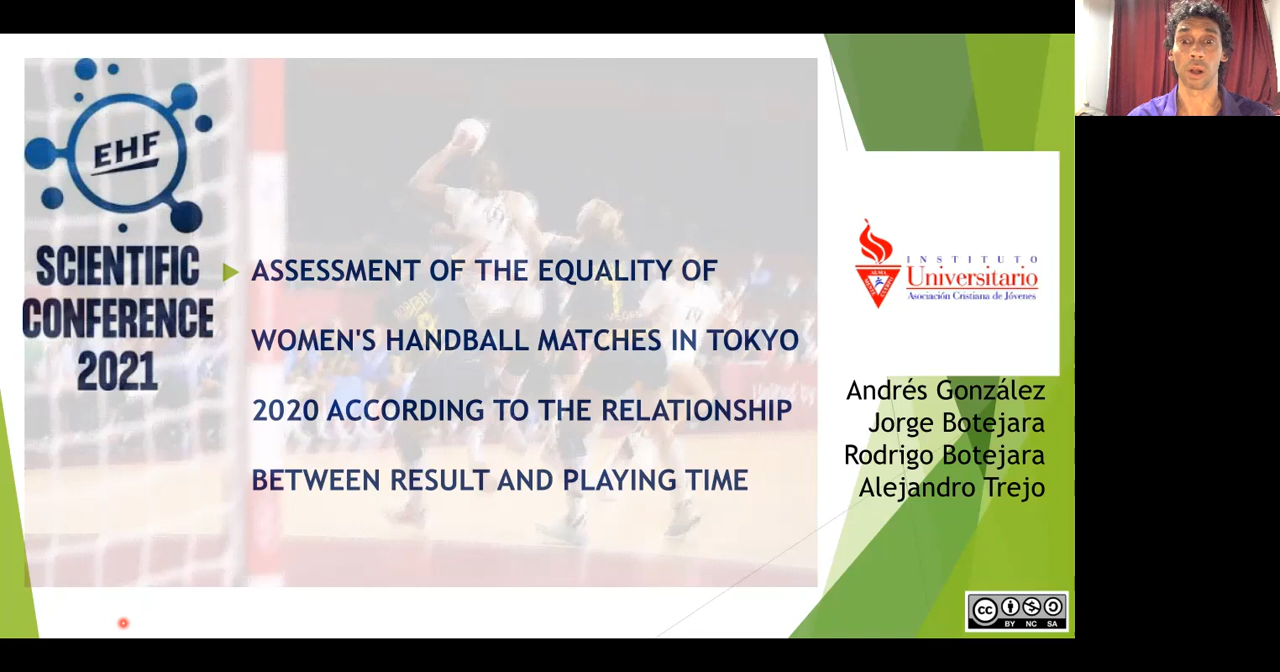 EHF
SCIENTIFIC
CONFERENCE
2021
ASSESSMENT OF THE EQUALITY OF
WOMEN'S HANDBALL MATCHES IN TOKYO
2020 ACCORDING TO THE RELATIONSHIP
BETWEEN RESULT AND PLAYING TIME
INSTITUTO
Universitario
Asociación Cristiana de Jóvenes
Andrés González
Jorge Botejara
Rodrigo Botejara
Alejandro Trejo
cc
BY NC SA